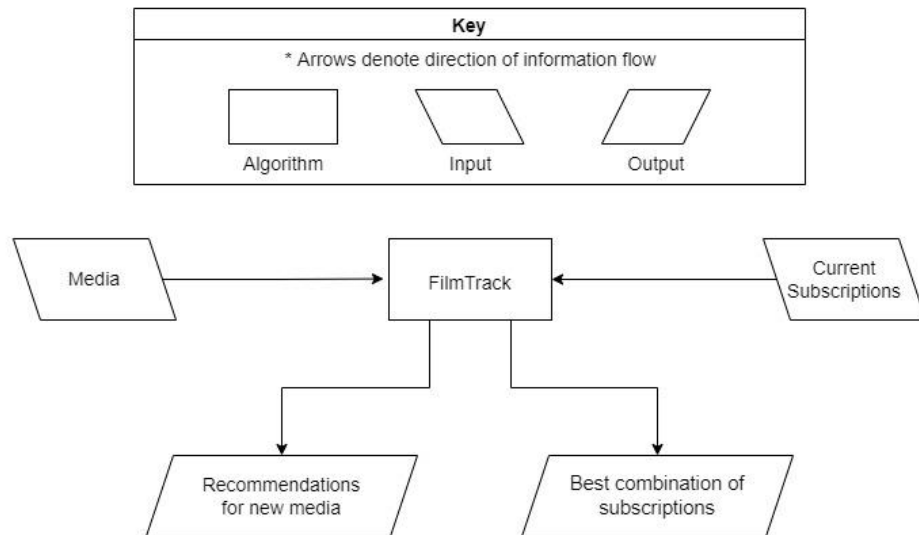 Key
* Arrows denote direction of information flow
Algorithm
Input
Output
Media
FilmTrack
Current
Subscriptions
Recommendations
for new media
Best combination of
subscriptions